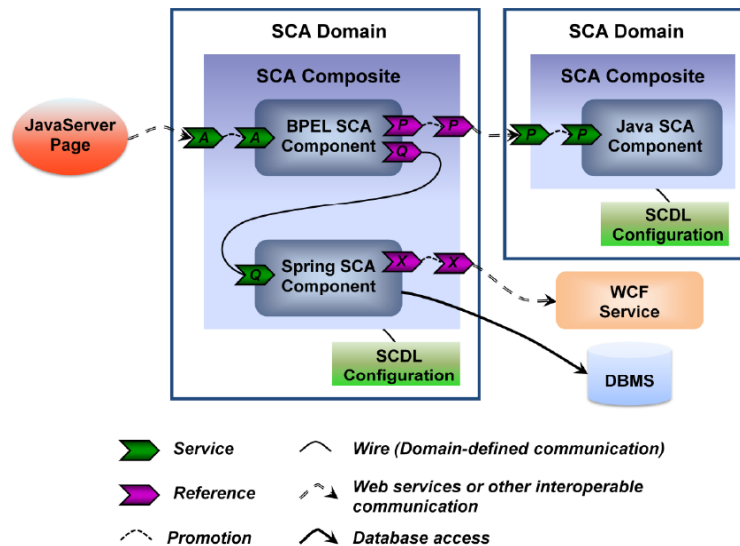 SCA Domain
SCA Domain
SCA Composite
SCA Composite
JavaServer
Page
A
A
BPEL SCA
Component
P
P
Q
P
P
Java SCA
Component
SCDL
Configuration
Q
Spring SCA
Component
X
X
WCF
Service
SCDL
Configuration
DBMS
Service
Wire (Domain-defined communication)
Reference
Web services or other interoperable
communication
Promotion
Database access